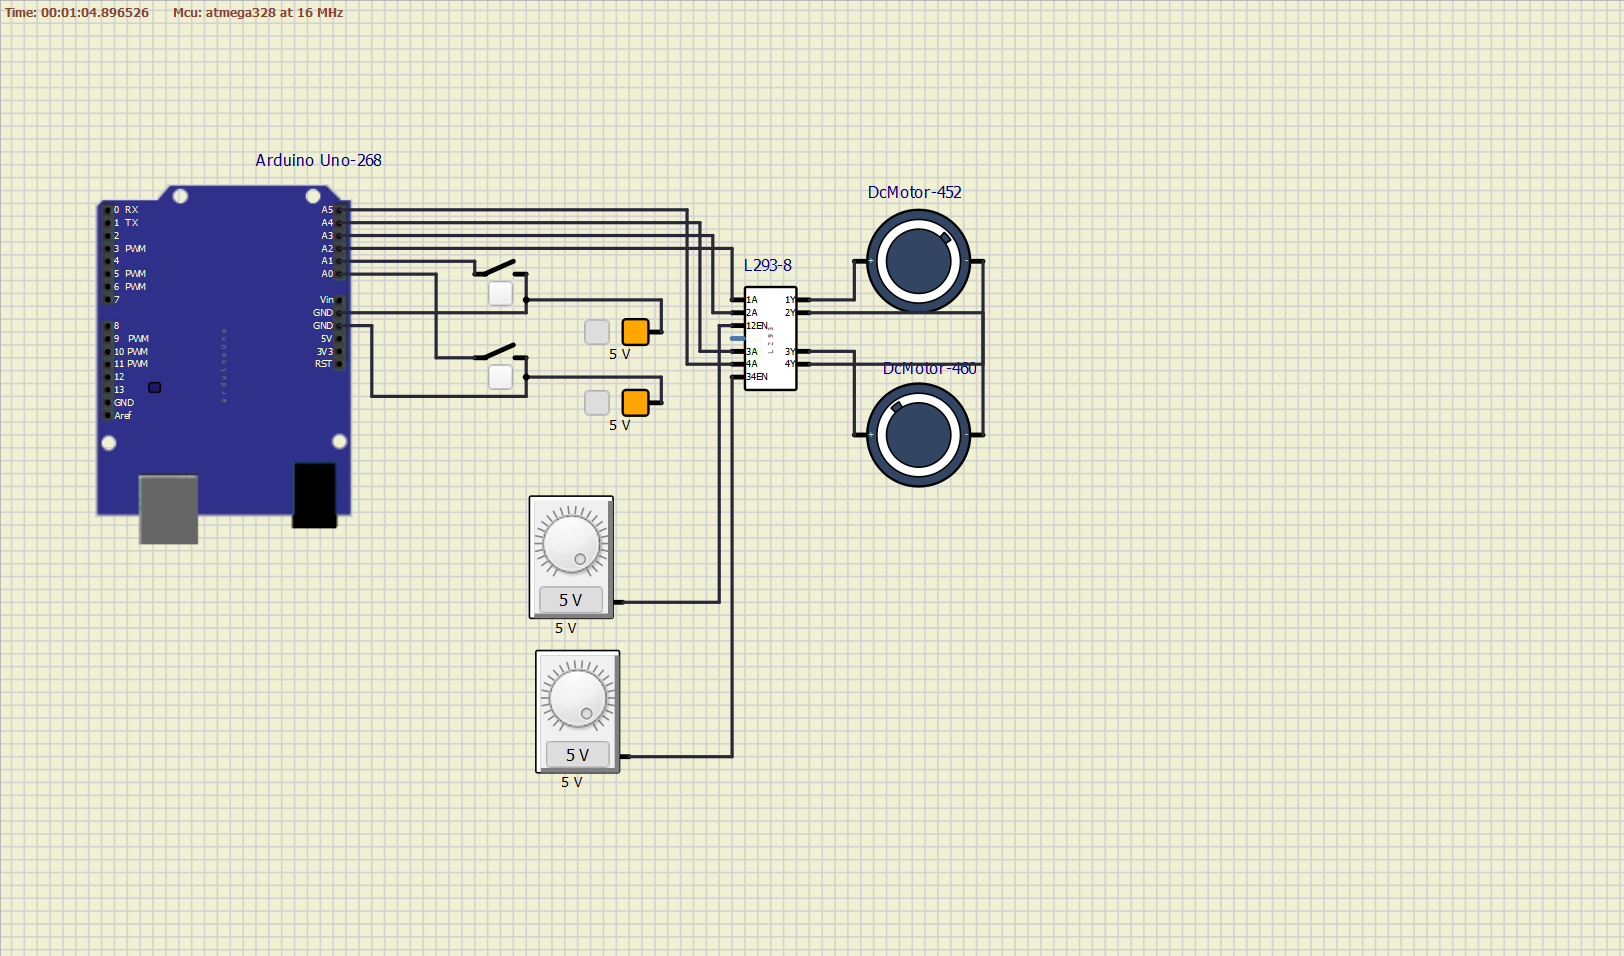 Time: 00:01:04.896526 Mcu: atmega328 at 16 MHz
Arduino Uno-268
0 RX
1 TX
2
3 PWM
4
5 PWM
6 PWM
7
8
9 PWM
10 PWM
11 PWM
12
13
GND
Aref
arduinouno
A5
A4
A3
A2
A1
A0
Vin
GND
GND
5V
3V3
RST
5 V
5 V
L293-8
1A
2A
12EN
3A
4A
34EN
L293
1Y
2Y
3Y
4Y
DcMotor-452
+ -
DcMotor-460
+ -
5 V
5 V
5 V
5 V